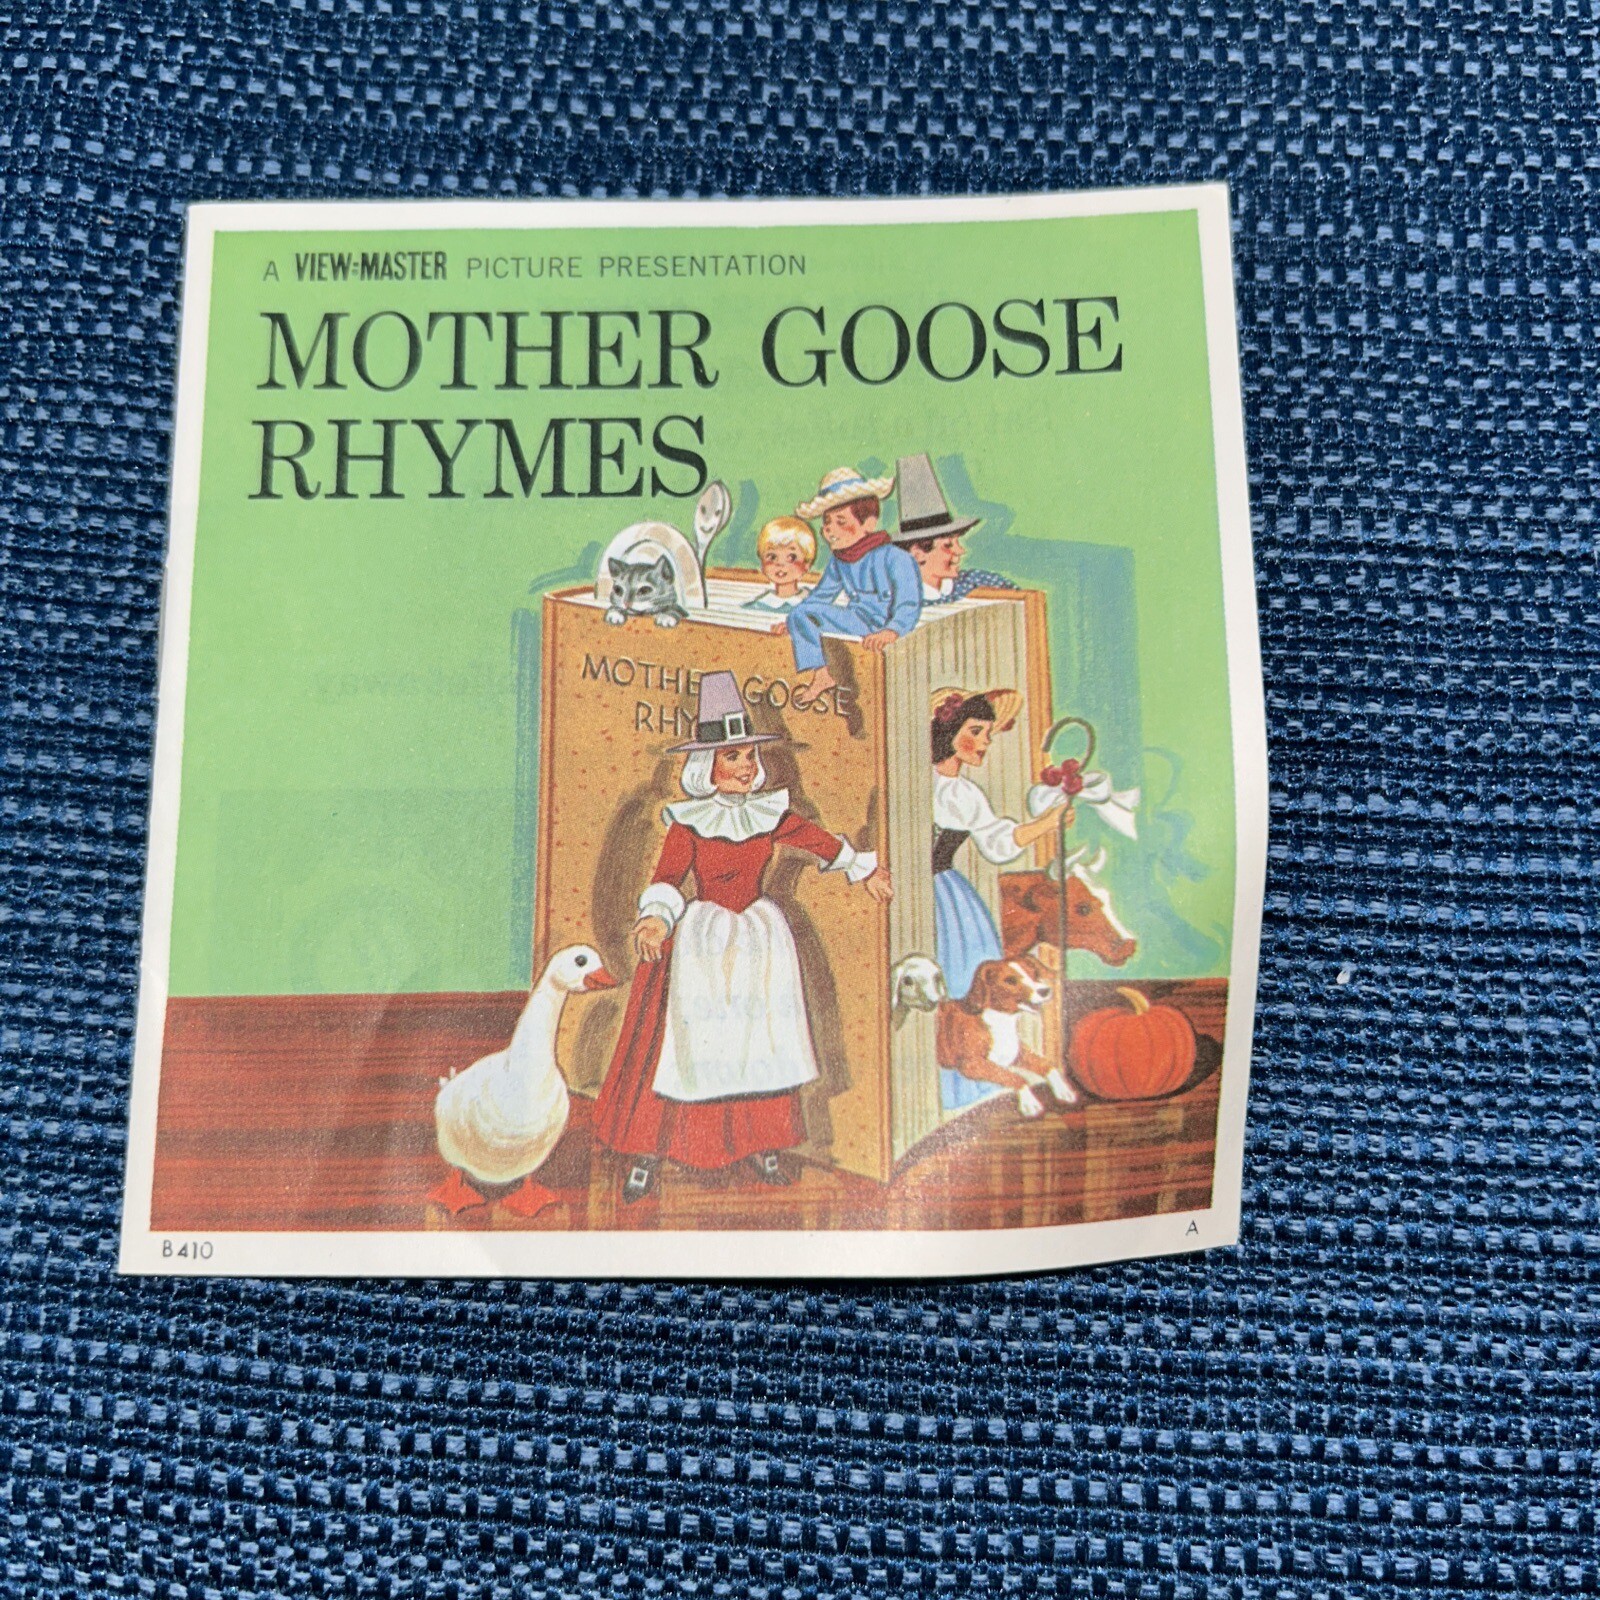 A VIEW-MASTER PICTURE PRESENTATION
MOTHER GOOSE
RHYMES
MOTHE GOOSE
RHY
B410
A